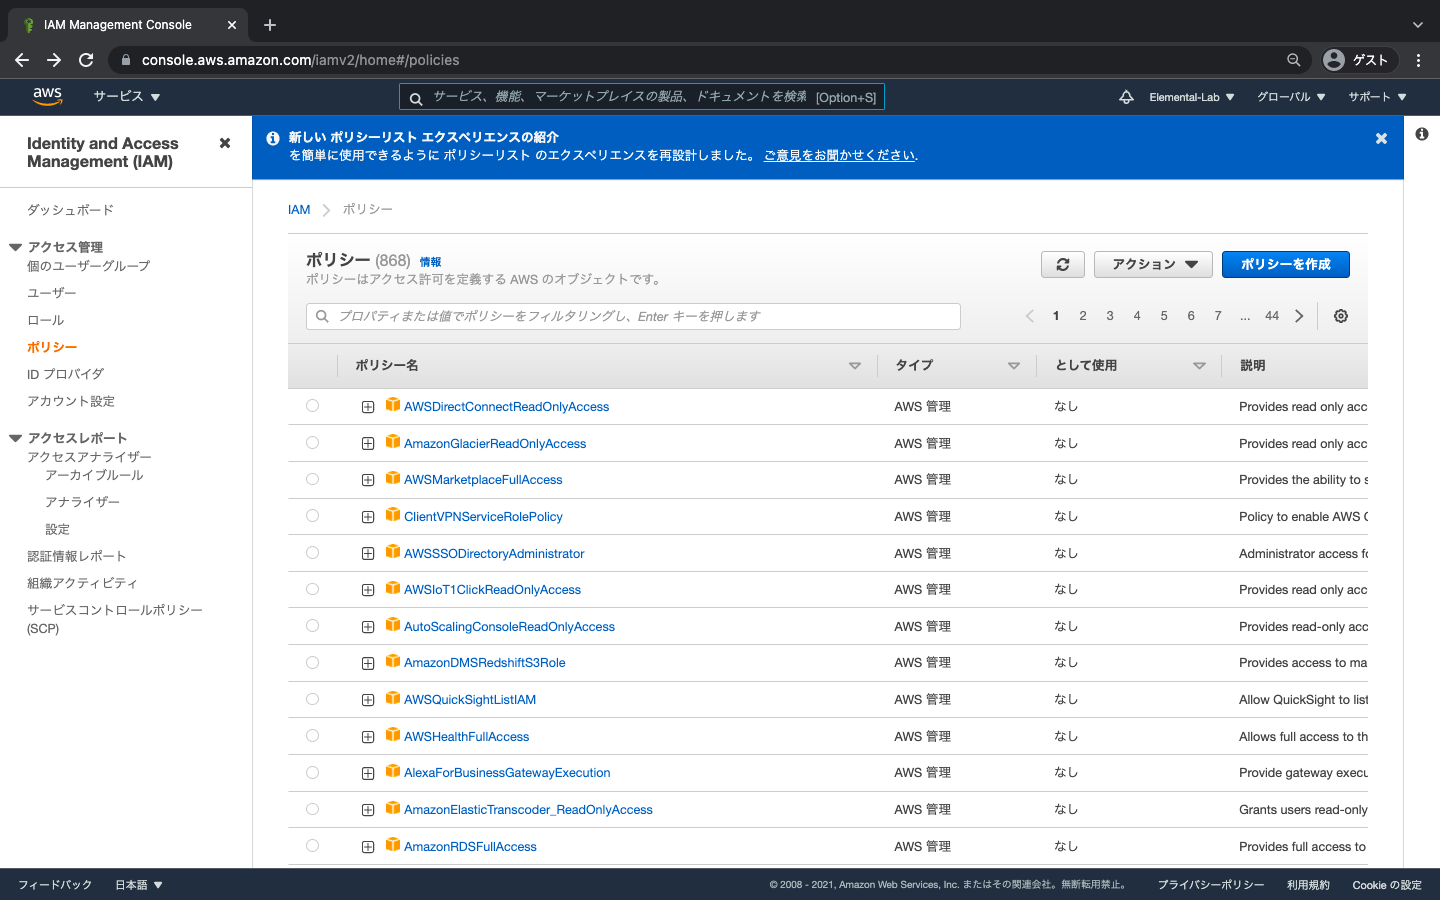 IAM Management Console
console.aws.amazon.com/iamv2/home#/policies
ゲスト
aws
サービス
サービス、機能、マーケットプレイスの製品、ドキュメントを検索 [Option+S]
Elemental-Lab
グローバル
サポート
Identity and Access
Management (IAM)
ダッシュボード
アクセス管理
個のユーザーグループ
ユーザー
ロール
ポリシー
ID プロバイダ
アカウント設定
アクセスレポート
アクセスアナライザー
アーカイブルール
アナライザー
設定
認証情報レポート
組織アクティビティ
サービスコントロールポリシー
(SCP)
新しい ポリシーリスト エクスペリエンスの紹介
を簡単に使用できるように ポリシーリスト のエクスペリエンスを再設計しました。 ご意見をお聞かせください.
IAM
ポリシー
ポリシー (868) 情報
ポリシーはアクセス許可を定義する AWS のオブジェクトです。
アクション
ポリシーを作成
プロパティまたは値でポリシーをフィルタリングし、Enter キーを押します
1 2 3 4 5 6 7 ... 44
ポリシー名 タイプ として使用 説明
AWSDirectConnectReadOnlyAccess AWS 管理 なし Provides read only acc
AmazonGlacierReadOnlyAccess AWS 管理 なし Provides read only acc
AWSMarketplaceFullAccess AWS 管理 なし Provides the ability to s
ClientVPNServiceRolePolicy AWS 管理 なし Policy to enable AWS C
AWSSSODirectoryAdministrator AWS 管理 なし Administrator access fo
AWSIoT1ClickReadOnlyAccess AWS 管理 なし Provides read only acc
AutoScalingConsoleReadOnlyAccess AWS 管理 なし Provides read-only acc
AmazonDMSRedshiftS3Role AWS 管理 なし Provides access to ma
AWSQuickSightListIAM AWS 管理 なし Allow QuickSight to list
AWSHealthFullAccess AWS 管理 なし Allows full access to th
AlexaForBusinessGatewayExecution AWS 管理 なし Provide gateway execu
AmazonElasticTranscoder_ReadOnlyAccess AWS 管理 なし Grants users read-only
AmazonRDSFullAccess AWS 管理 なし Provides full access to
フィードバック
日本語
© 2008 - 2021, Amazon Web Services, Inc. またはその関連会社。無断転用禁止。
プライバシーポリシー
利用規約
Cookie の設定